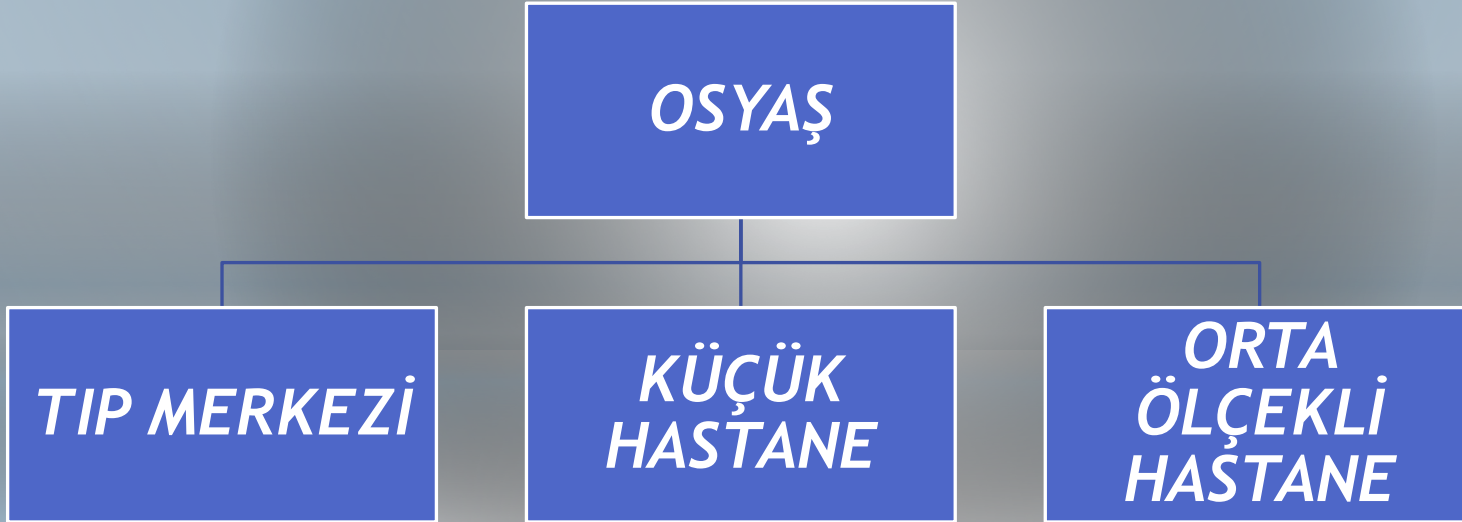 OSYAŞ
TIP MERKEZİ
KÜÇÜK
HASTANE
ORTA
ÖLÇEKLİ
HASTANE